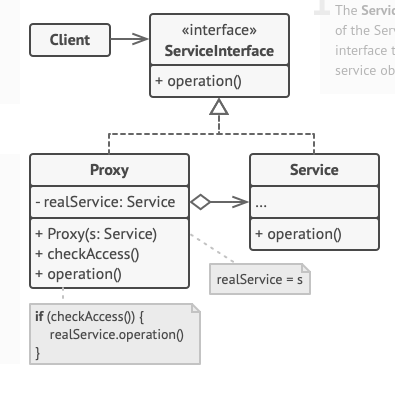 Client
«interface»
ServiceInterface
+ operation()
1
The Servic
of the Serv
interface t
service ob
Proxy
- realService: Service
+ Proxy(s: Service)
+ checkAccess()
+ operation()
Service
...
+ operation()
realService = s
if (checkAccess()) {
realService.operation()
}